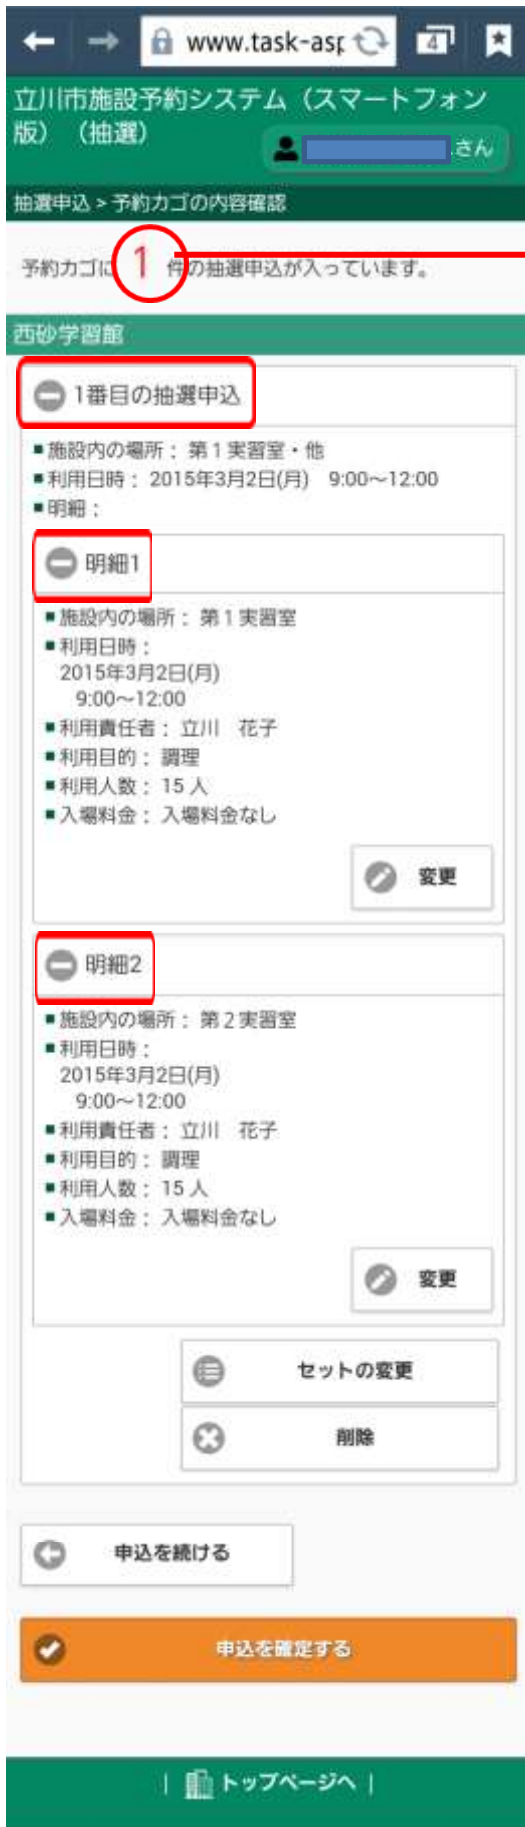 www.task-asp
4
立川市施設予約システム（スマートフォン
版）（抽選）
さん
抽選申込 > 予約カゴの内容確認
予約カゴに 1 件の抽選申込が入っています。
西砂学習館
1番目の抽選申込
■施設内の場所： 第１実習室・他
■利用日時： 2015年3月2日(月) 9:00～12:00
■明細：
明細1
■施設内の場所： 第１実習室
■利用日時：
2015年3月2日(月)
9:00～12:00
■利用責任者： 立川 花子
■利用目的： 調理
■利用人数： 15 人
■入場料金： 入場料金なし
変更
明細2
■施設内の場所： 第２実習室
■利用日時：
2015年3月2日(月)
9:00～12:00
■利用責任者： 立川 花子
■利用目的： 調理
■利用人数： 15 人
■入場料金： 入場料金なし
変更
セットの変更
削除
申込を続ける
申込を確定する
| トップページへ |